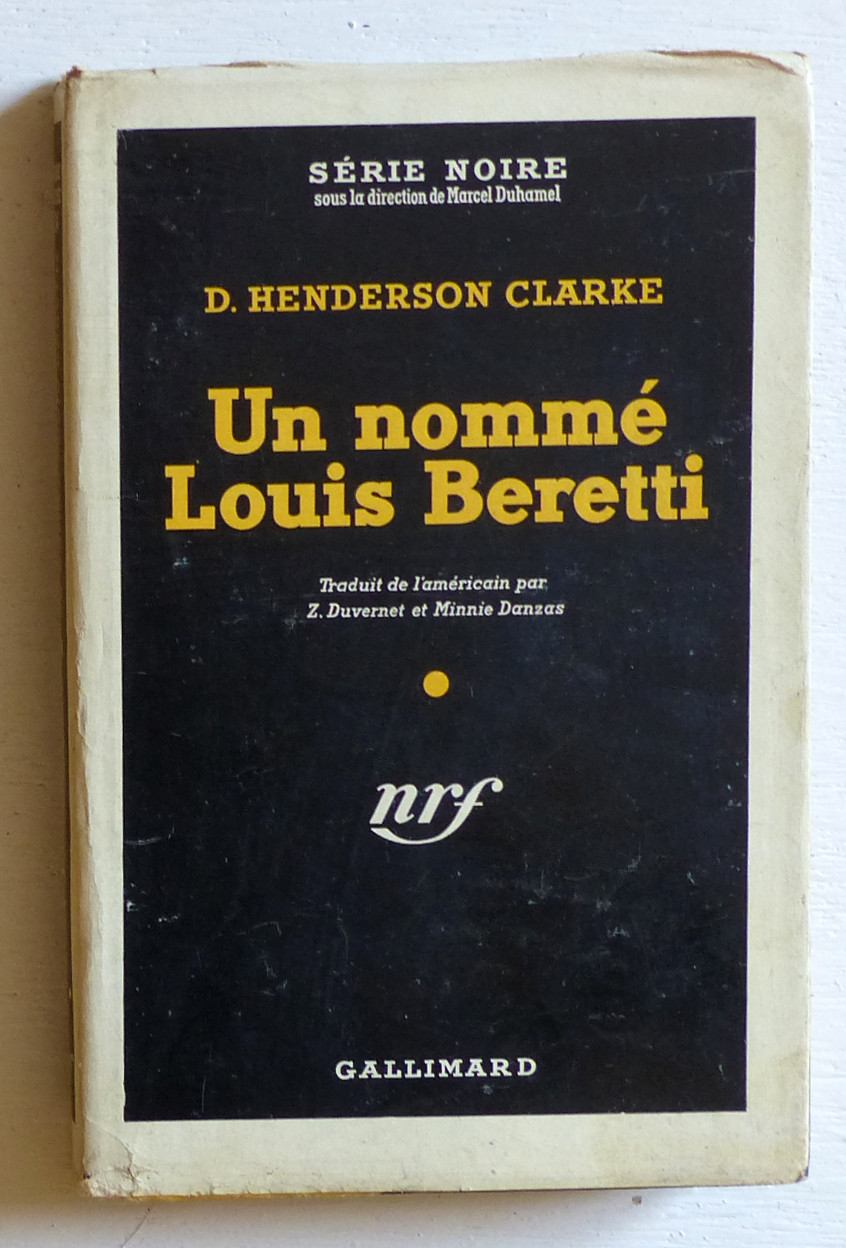 SÉRIE NOIRE
sous la direction de Marcel Duhamel
D. HENDERSON CLARKE
Un nommé
Louis Beretti
Traduit de l'américain par
Z. Duvernet et Minnie Danzas
nrf
GALLIMARD